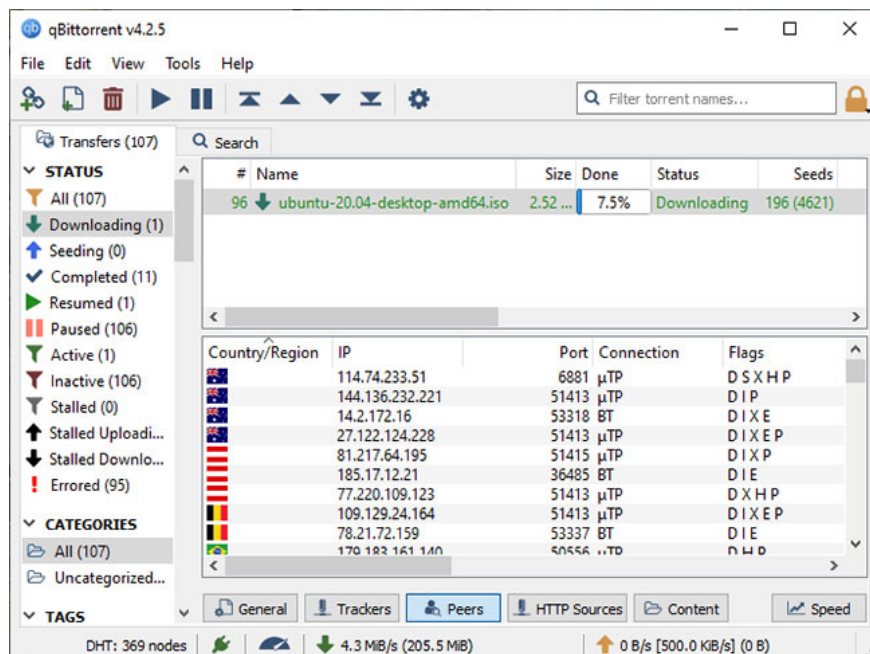 qBittorrent v4.2.5
File Edit View Tools Help
Filter torrent names...
Transfers (107) Search
STATUS
All (107)
Downloading (1)
Seeding (0)
Completed (11)
Resumed (1)
Paused (106)
Active (1)
Inactive (106)
Stalled (0)
Stalled Uploadi...
Stalled Downlo...
Errored (95)
CATEGORIES
All (107)
Uncategorized...
TAGS
# Name Size Done Status Seeds
96 ubuntu-20.04-desktop-amd64.iso 2.52 ... 7.5% Downloading 196 (4621)
Country/Region IP Port Connection Flags
114.74.233.51 6881 μTP D S X H P
144.136.232.221 51413 μTP D I P
14.2.172.16 53318 BT D I X E
27.122.124.228 51413 μTP D I X E P
81.217.64.195 51415 μTP D I X P
185.17.12.21 36485 BT D I E
77.220.109.123 51413 μTP D X H P
109.129.24.164 51413 μTP D I X E P
78.21.72.159 53337 BT D I E
179.183.161.140 50556 μTP D H P
General Trackers Peers HTTP Sources Content Speed
DHT: 369 nodes 4.3 MiB/s (205.5 MiB) 0 B/s [500.0 KiB/s] (0 B)